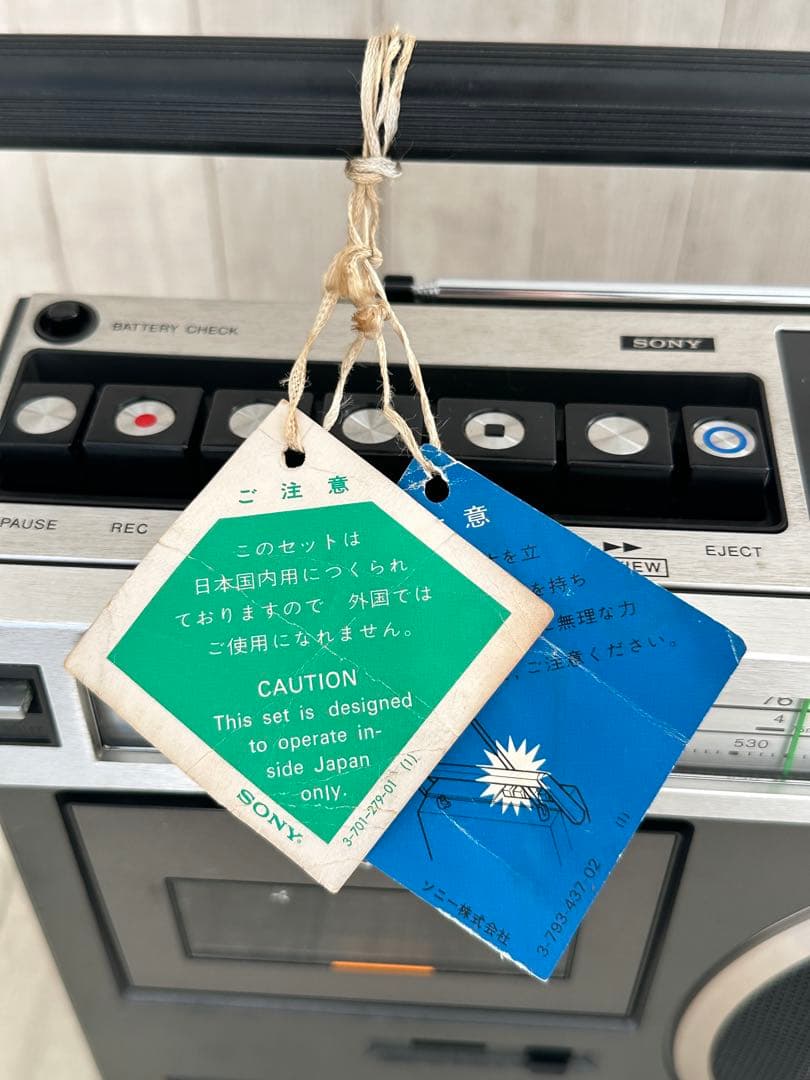 BATTERY CHECK
SONY
PAUSE
REC
EJECT
ご注意
このセットは
日本国内用につくられ
ておりますので 外国では
ご使用になれません。
CAUTION
This set is designed
to operate in-
side Japan
only.
SONY®
3-701-279-01 (1)
意
を立
を持ち
無理な力
ご注意ください。
ソニー株式会社
3-793-437 02
(1)
4
530